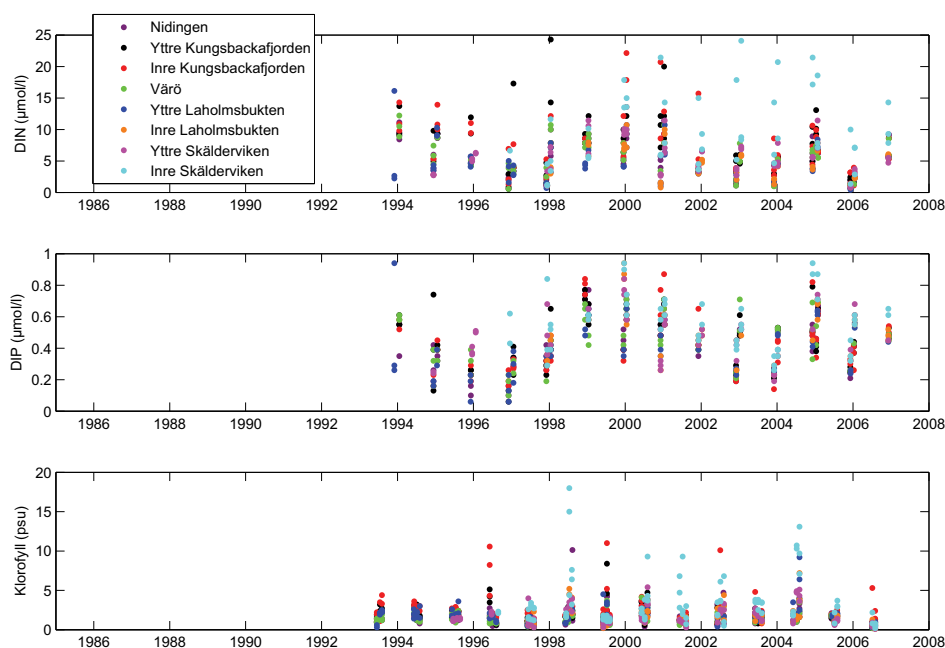 Nidingen
Yttre Kungsbackafjorden
Inre Kungsbackafjorden
Värö
Yttre Laholmsbukten
Inre Laholmsbukten
Yttre Skälderviken
Inre Skälderviken
DIN (μmol/l)
25
20
15
10
5
0
1986 1988 1990 1992 1994 1996 1998 2000 2002 2004 2006 2008
DIP (μmol/l)
1
0.8
0.6
0.4
0.2
0
1986 1988 1990 1992 1994 1996 1998 2000 2002 2004 2006 2008
Klorofyll (psu)
20
15
10
5
0
1986 1988 1990 1992 1994 1996 1998 2000 2002 2004 2006 2008